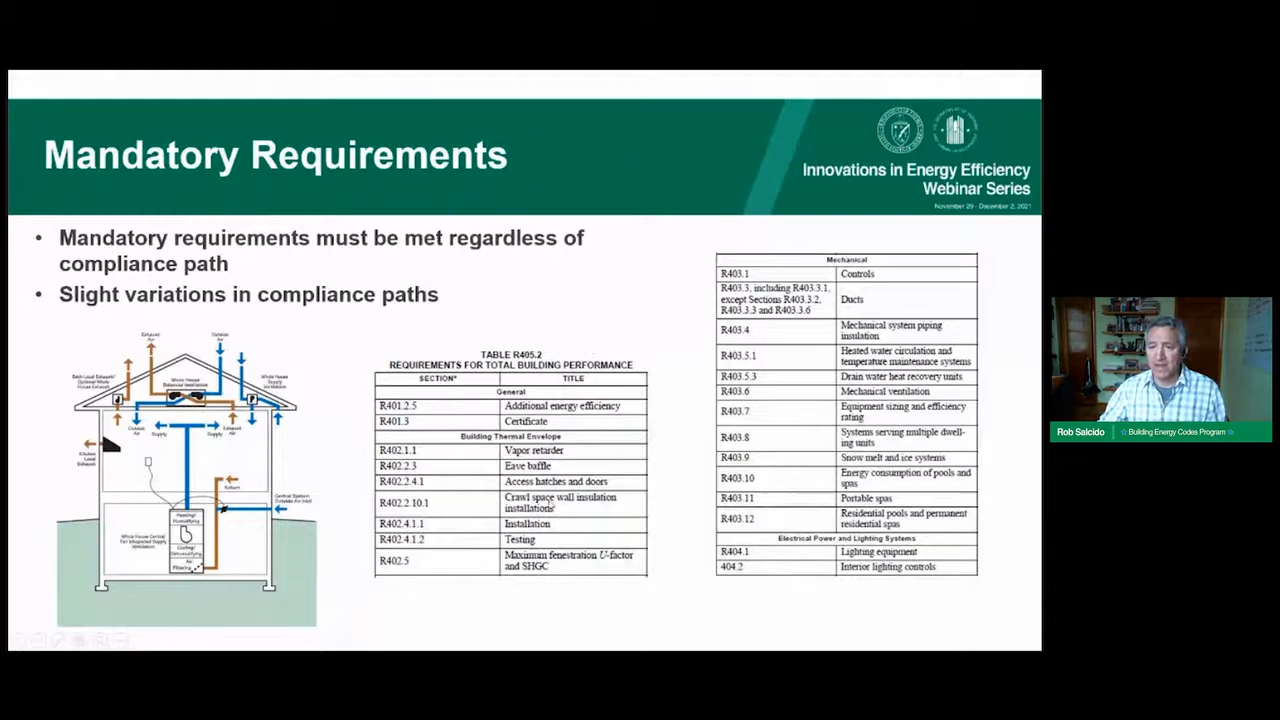 Mandatory Requirements
Innovations in Energy Efficiency
Webinar Series
November 29 - December 2, 2021
• Mandatory requirements must be met regardless of
compliance path
• Slight variations in compliance paths
Exhaust
Air
Outside
Air
Whole House
Balanced Ventilation
Whole House
Supply
Outside
Air
Supply
Supply
Exhaust
Air
Kitchen
Local
Exhaust
Return
Central System
Outside Air Inlet
Heating/
Humidifying
Cooling/
Dehumidifying
Air
Filtering
Whole House Central
Fan Integrated Supply
Ventilation
TABLE R405.2
REQUIREMENTS FOR TOTAL BUILDING PERFORMANCE
SECTION* TITLE
General
R401.2.5 Additional energy efficiency
R401.3 Certificate
Building Thermal Envelope
R402.1.1 Vapor retarder
R402.2.3 Eave baffle
R402.2.4.1 Access hatches and doors
R402.2.10.1 Crawl space wall insulation
installations
R402.4.1.1 Installation
R402.4.1.2 Testing
R402.5 Maximum fenestration U-factor
and SHGC
Mechanical
R403.1 Controls
R403.3, including R403.3.1,
except Sections R403.3.2, Ducts
R403.3.3 and R403.3.6
R403.4 Mechanical system piping
insulation
R403.5.1 Heated water circulation and
temperature maintenance systems
R403.5.3 Drain water heat recovery units
R403.6 Mechanical ventilation
R403.7 Equipment sizing and efficiency
rating
R403.8 Systems serving multiple dwell-
ing units
R403.9 Snow melt and ice systems
R403.10 Energy consumption of pools and
spas
R403.11 Portable spas
R403.12 Residential pools and permanent
residential spas
Electrical Power and Lighting Systems
R404.1 Lighting equipment
404.2 Interior lighting controls
Rob Salcido ☆ Building Energy Codes Program ☆